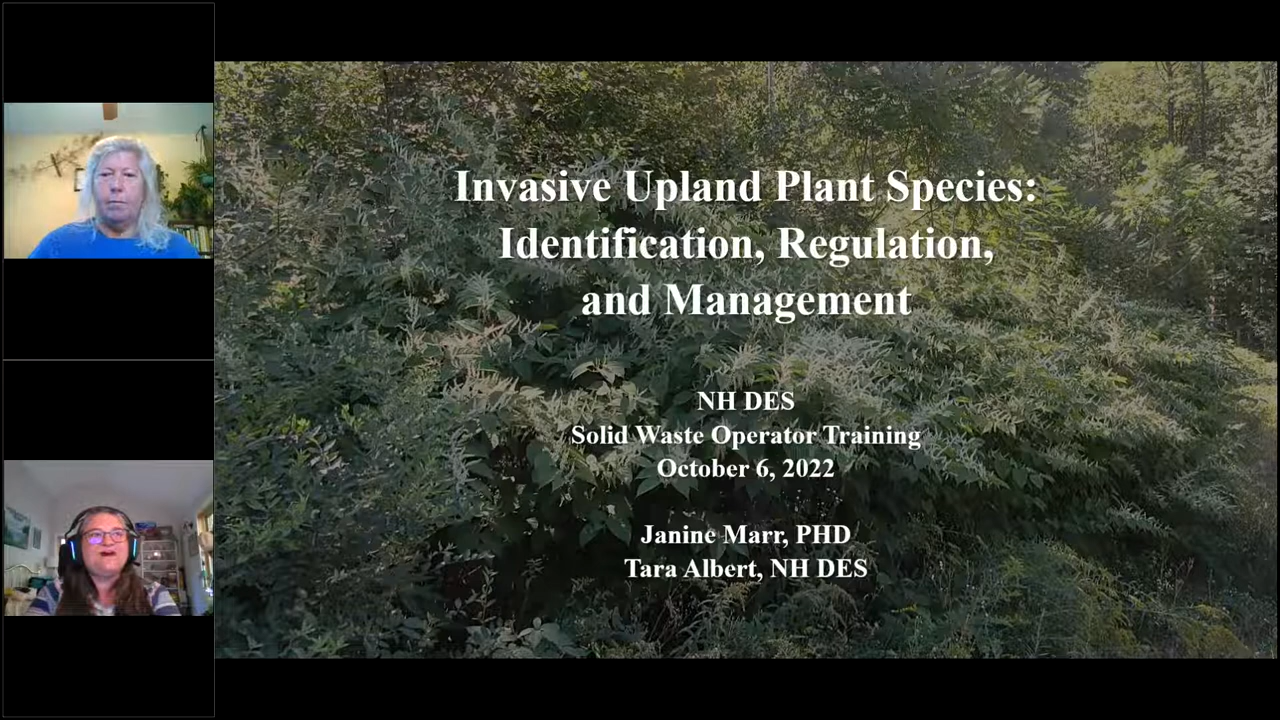 Invasive Upland Plant Species:
Identification, Regulation,
and Management
NH DES
Solid Waste Operator Training
October 6, 2022
Janine Marr, PHD
Tara Albert, NH DES